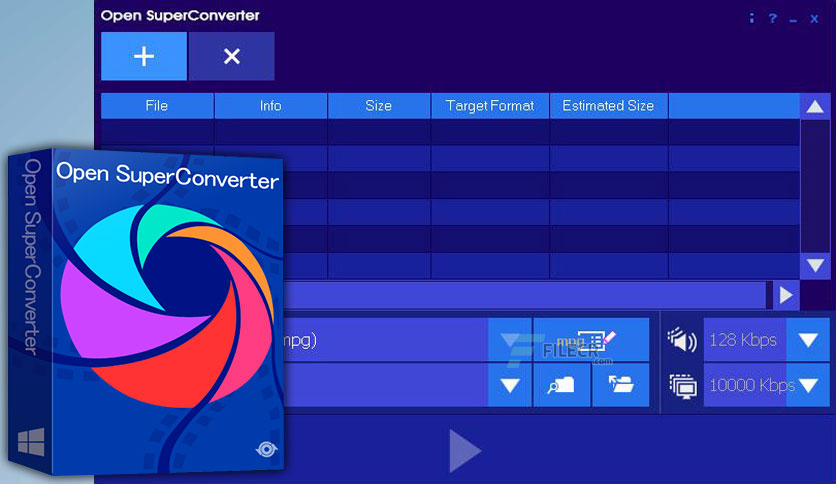 Open SuperConverter
i ? _ x
+ x
File Info Size Target Format Estimated Size
Open SuperConverter
Open SuperConverter
mpg)
mpg
FILECR
.com
128 Kbps
10000 Kbps